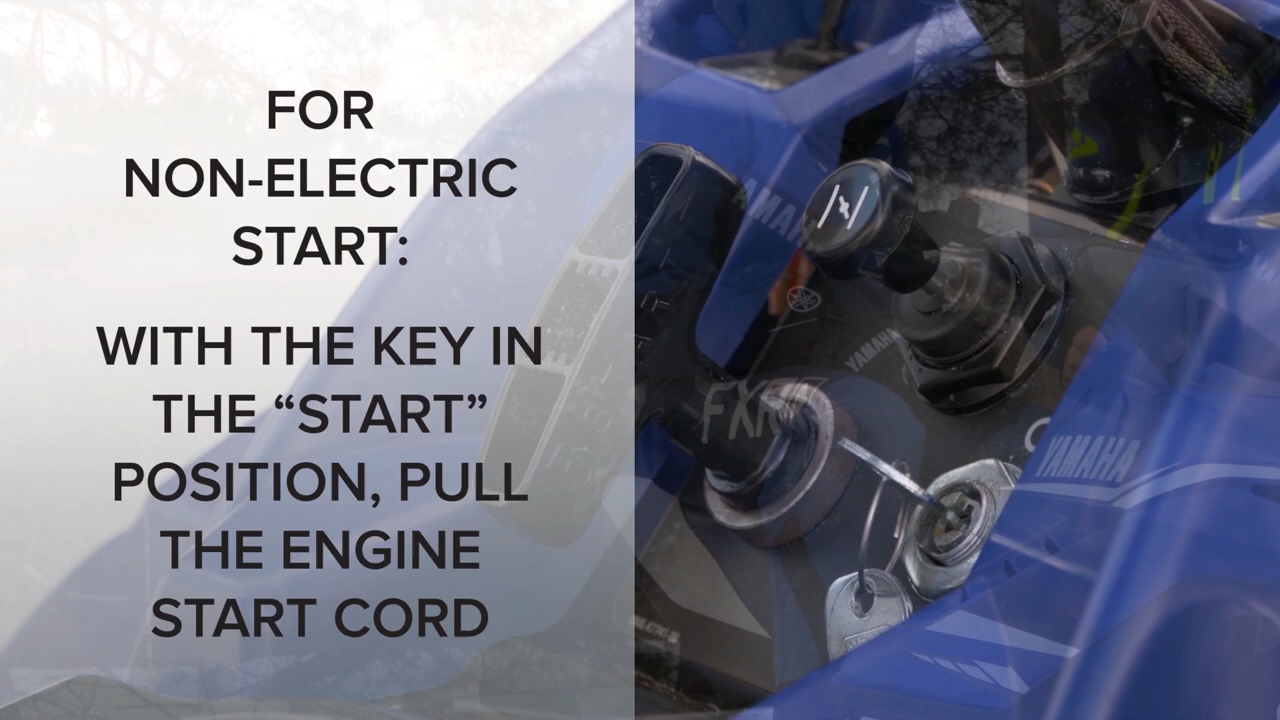 FOR
NON-ELECTRIC
START:
WITH THE KEY IN
THE “START”
POSITION, PULL
THE ENGINE
START CORD
YAMAHA
YAMAHA
YAMAHA